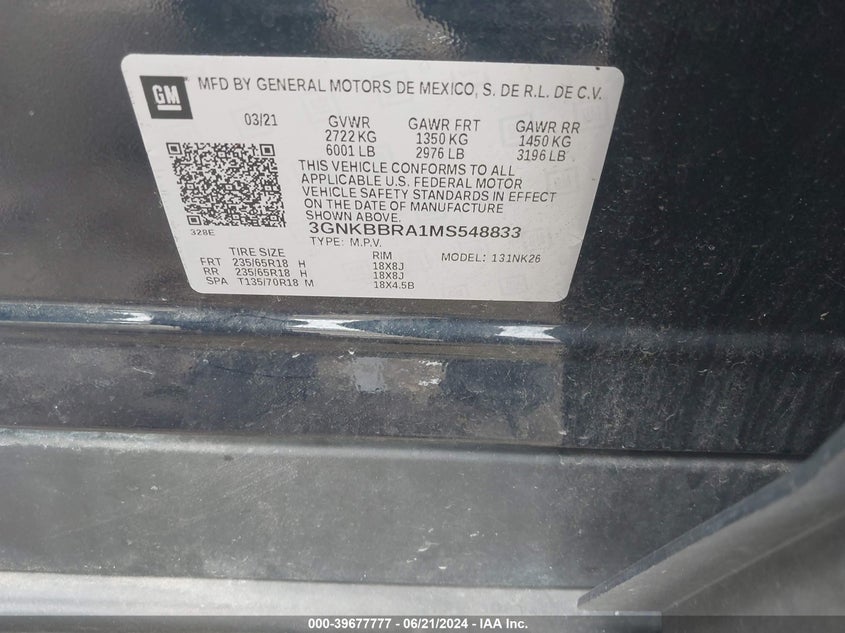 GM
MFD BY GENERAL MOTORS DE MEXICO, S. DE R.L. DE C.V.
03/21 GVWR GAWR FRT GAWR RR
2722 KG 1350 KG 1450 KG
6001 LB 2976 LB 3196 LB
THIS VEHICLE CONFORMS TO ALL
APPLICABLE U.S. FEDERAL MOTOR
VEHICLE SAFETY STANDARDS IN EFFECT
ON THE DATE OF MANUFACTURE
SHOWN ABOVE.
328E
3GNKBBRA1MS548833
TYPE: M.P.V. MODEL: 131NK26
TIRE SIZE RIM
FRT 235/65R18 H 18X8J
RR 235/65R18 H 18X8J
SPA T135/70R18 M 18X4.5B
000-39677777 - 06/21/2024 - IAA Inc.